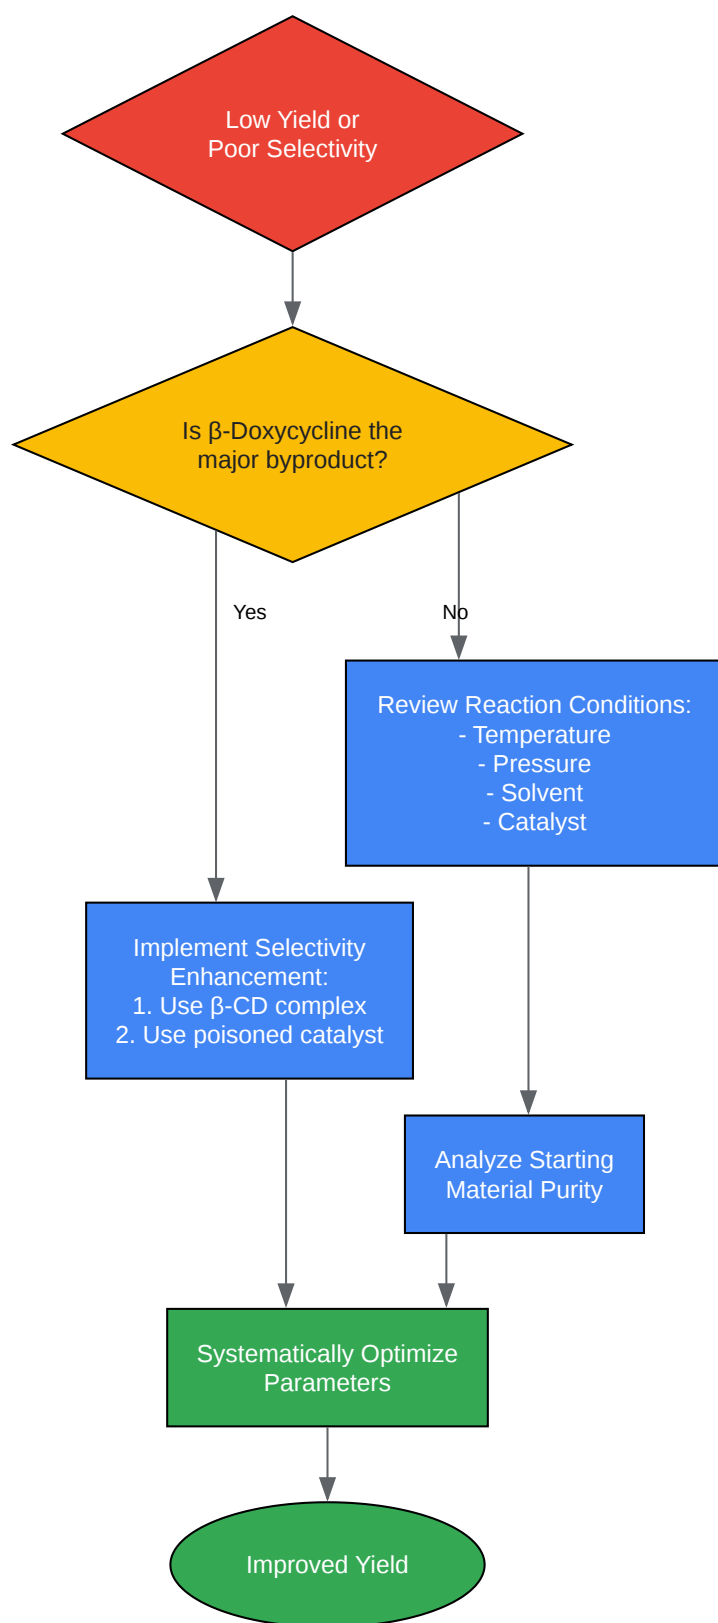 Low Yield or
Poor Selectivity
Is β-Doxycycline the
major byproduct?
Yes
No
Review Reaction Conditions:
- Temperature
- Pressure
- Solvent
- Catalyst
Implement Selectivity
Enhancement:
1. Use β-CD complex
2. Use poisoned catalyst
Analyze Starting
Material Purity
Systematically Optimize
Parameters
Improved Yield